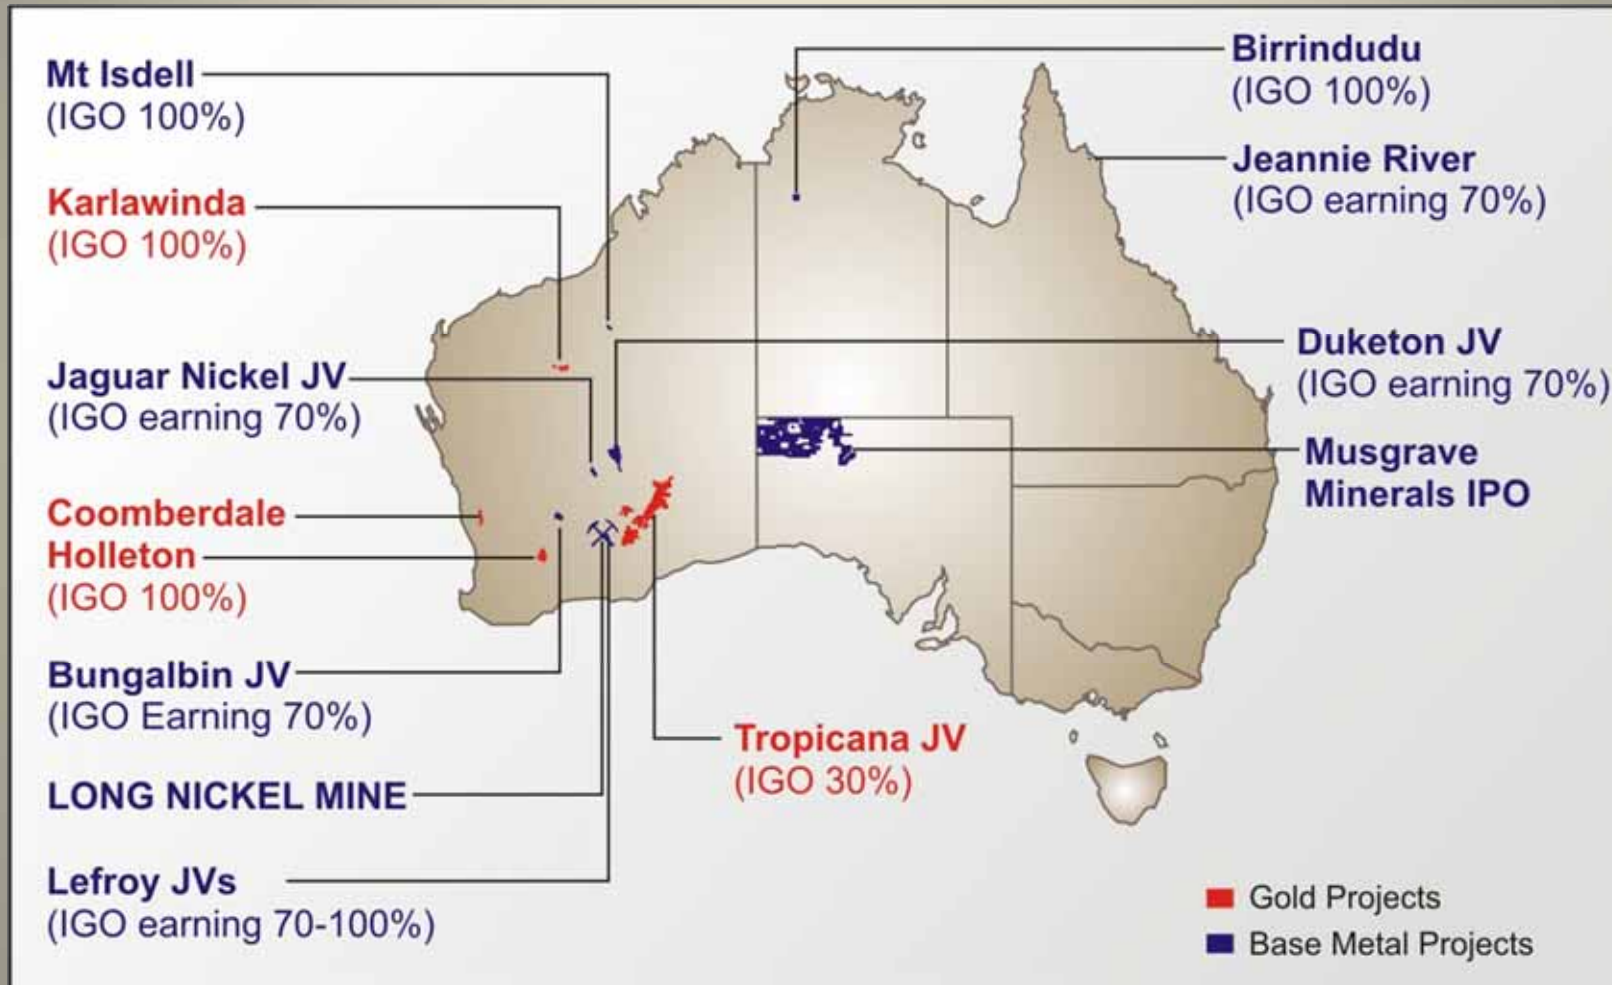 Mt Isdell
(IGO 100%)
Karlawinda
(IGO 100%)
Jaguar Nickel JV
(IGO earning 70%)
Coomberdale
Holleton
(IGO 100%)
Bungalbin JV
(IGO Earning 70%)
LONG NICKEL MINE
Lefroy JVs
(IGO earning 70-100%)
Tropicana JV
(IGO 30%)
Birrindudu
(IGO 100%)
Jeannie River
(IGO earning 70%)
Duketon JV
(IGO earning 70%)
Musgrave
Minerals IPO
Gold Projects
Base Metal Projects